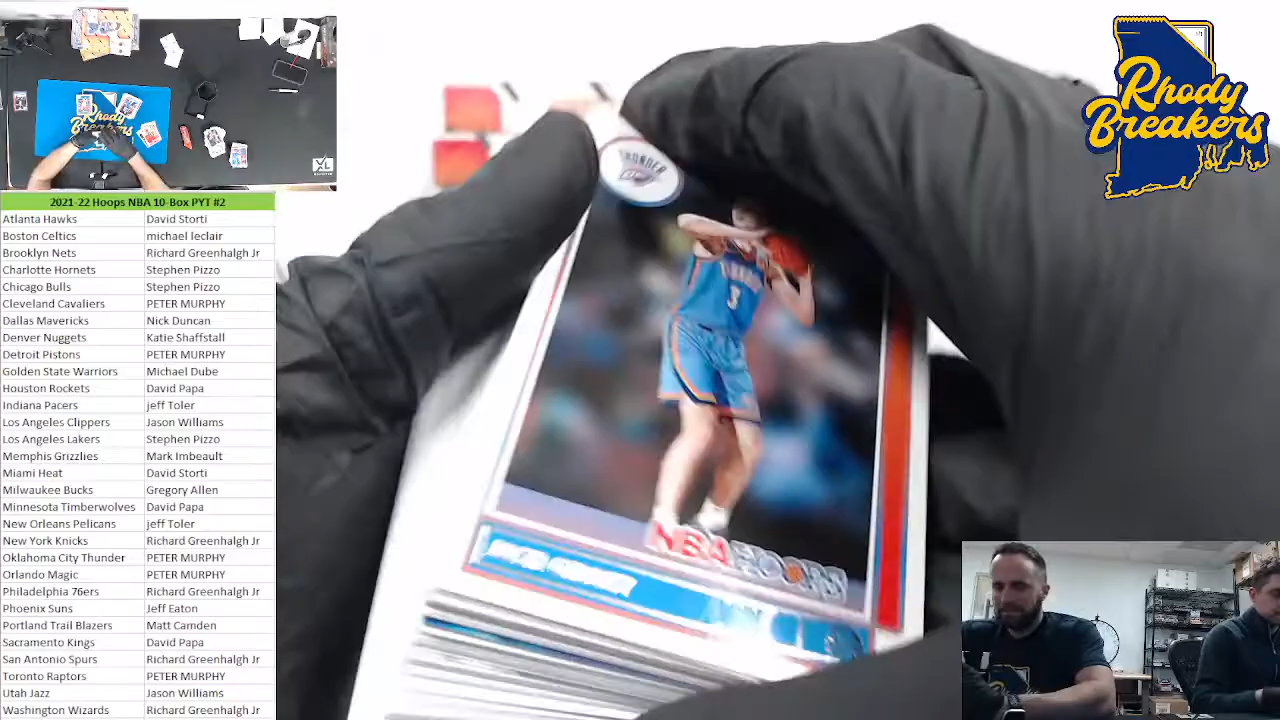 Rhody
Breakers
Rhody
Breakers
XL
2021-22 Hoops NBA 10-Box PYT #2
Atlanta Hawks David Storti
Boston Celtics michael leclair
Brooklyn Nets Richard Greenhalgh Jr
Charlotte Hornets Stephen Pizzo
Chicago Bulls Stephen Pizzo
Cleveland Cavaliers PETER MURPHY
Dallas Mavericks Nick Duncan
Denver Nuggets Katie Shaffstall
Detroit Pistons PETER MURPHY
Golden State Warriors Michael Dube
Houston Rockets David Papa
Indiana Pacers jeff Toler
Los Angeles Clippers Jason Williams
Los Angeles Lakers Stephen Pizzo
Memphis Grizzlies Mark Imbeault
Miami Heat David Storti
Milwaukee Bucks Gregory Allen
Minnesota Timberwolves David Papa
New Orleans Pelicans jeff Toler
New York Knicks Richard Greenhalgh Jr
Oklahoma City Thunder PETER MURPHY
Orlando Magic PETER MURPHY
Philadelphia 76ers Richard Greenhalgh Jr
Phoenix Suns Jeff Eaton
Portland Trail Blazers Matt Camden
Sacramento Kings David Papa
San Antonio Spurs Richard Greenhalgh Jr
Toronto Raptors PETER MURPHY
Utah Jazz Jason Williams
Washington Wizards Richard Greenhalgh Jr
THUNDER
THUNDER
3
NBA HOOPS